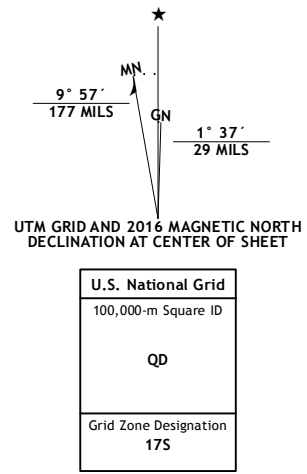 ★
MN
GN
9° 57´
177 MILS
1° 37´
29 MILS
UTM GRID AND 2016 MAGNETIC NORTH
DECLINATION AT CENTER OF SHEET
U.S. National Grid
100,000-m Square ID
QD
Grid Zone Designation
17S